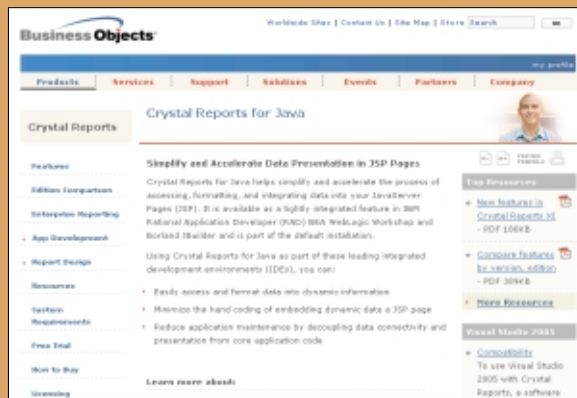 Business Objects
Worldwide Sites | Contact Us | Site Map | Store
Search
my profile
Products
Services
Support
Solutions
Events
Partners
Company
Crystal Reports
Features
Edition Comparison
Enterprise Reporting
App Development
Report Design
Resources
System
Requirements
Free Trial
How to Buy
Licensing
Crystal Reports for Java
Simplify and Accelerate Data Presentation in JSP Pages
Crystal Reports for Java helps simplify and accelerate the process of
accessing, formatting, and integrating data into your JavaServer
Pages (JSP). It is available as a tightly integrated feature in IBM
Rational Application Developer (RAD) BEA WebLogic Workshop and
Borland JBuilder and is part of the default installation.
Using Crystal Reports for Java as part of these leading integrated
development environments (IDEs), you can:
Easily access and format data into dynamic information
Minimize the hand coding of embedding dynamic data a JSP page
Reduce application maintenance by decoupling data connectivity and
presentation from core application code
Learn more about:
Top Resources
New features in
Crystal Reports XI
- PDF 108KB
Compare features
by version, edition
- PDF 309KB
More Resources
Visual Studio 2005
Compatibility
To use Visual Studio
2005 with Crystal
Reports, a software